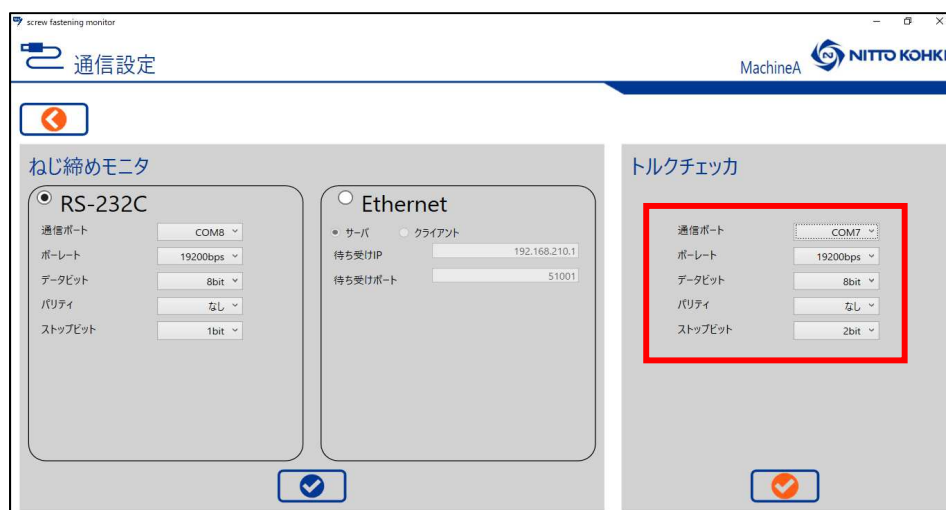 screw fastening monitor
通信設定
MachineA
NITTO KOHKI
ねじ締めモニタ
RS-232C
通信ポート COM8
ボーレート 19200bps
データビット 8bit
パリティ なし
ストップビット 1bit
Ethernet
サーバ クライアント
待ち受けIP 192.168.210.1
待ち受けポート 51001
トルクチェッカ
通信ポート COM7
ボーレート 19200bps
データビット 8bit
パリティ なし
ストップビット 2bit